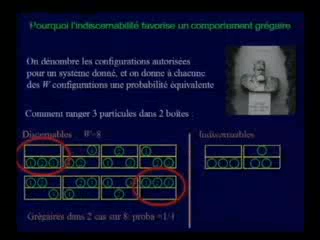 Pourquoi l'indiscernabilité favorise un comportement grégaire
On dénombre les configurations autorisées
pour un système donné, et on donne à chacune
des W configurations une probabilité équivalente
Comment ranger 3 particules dans 2 boîtes :
Discernables W=8
Indiscernables
Grégaires dans 2 cas sur 8: proba =1/4